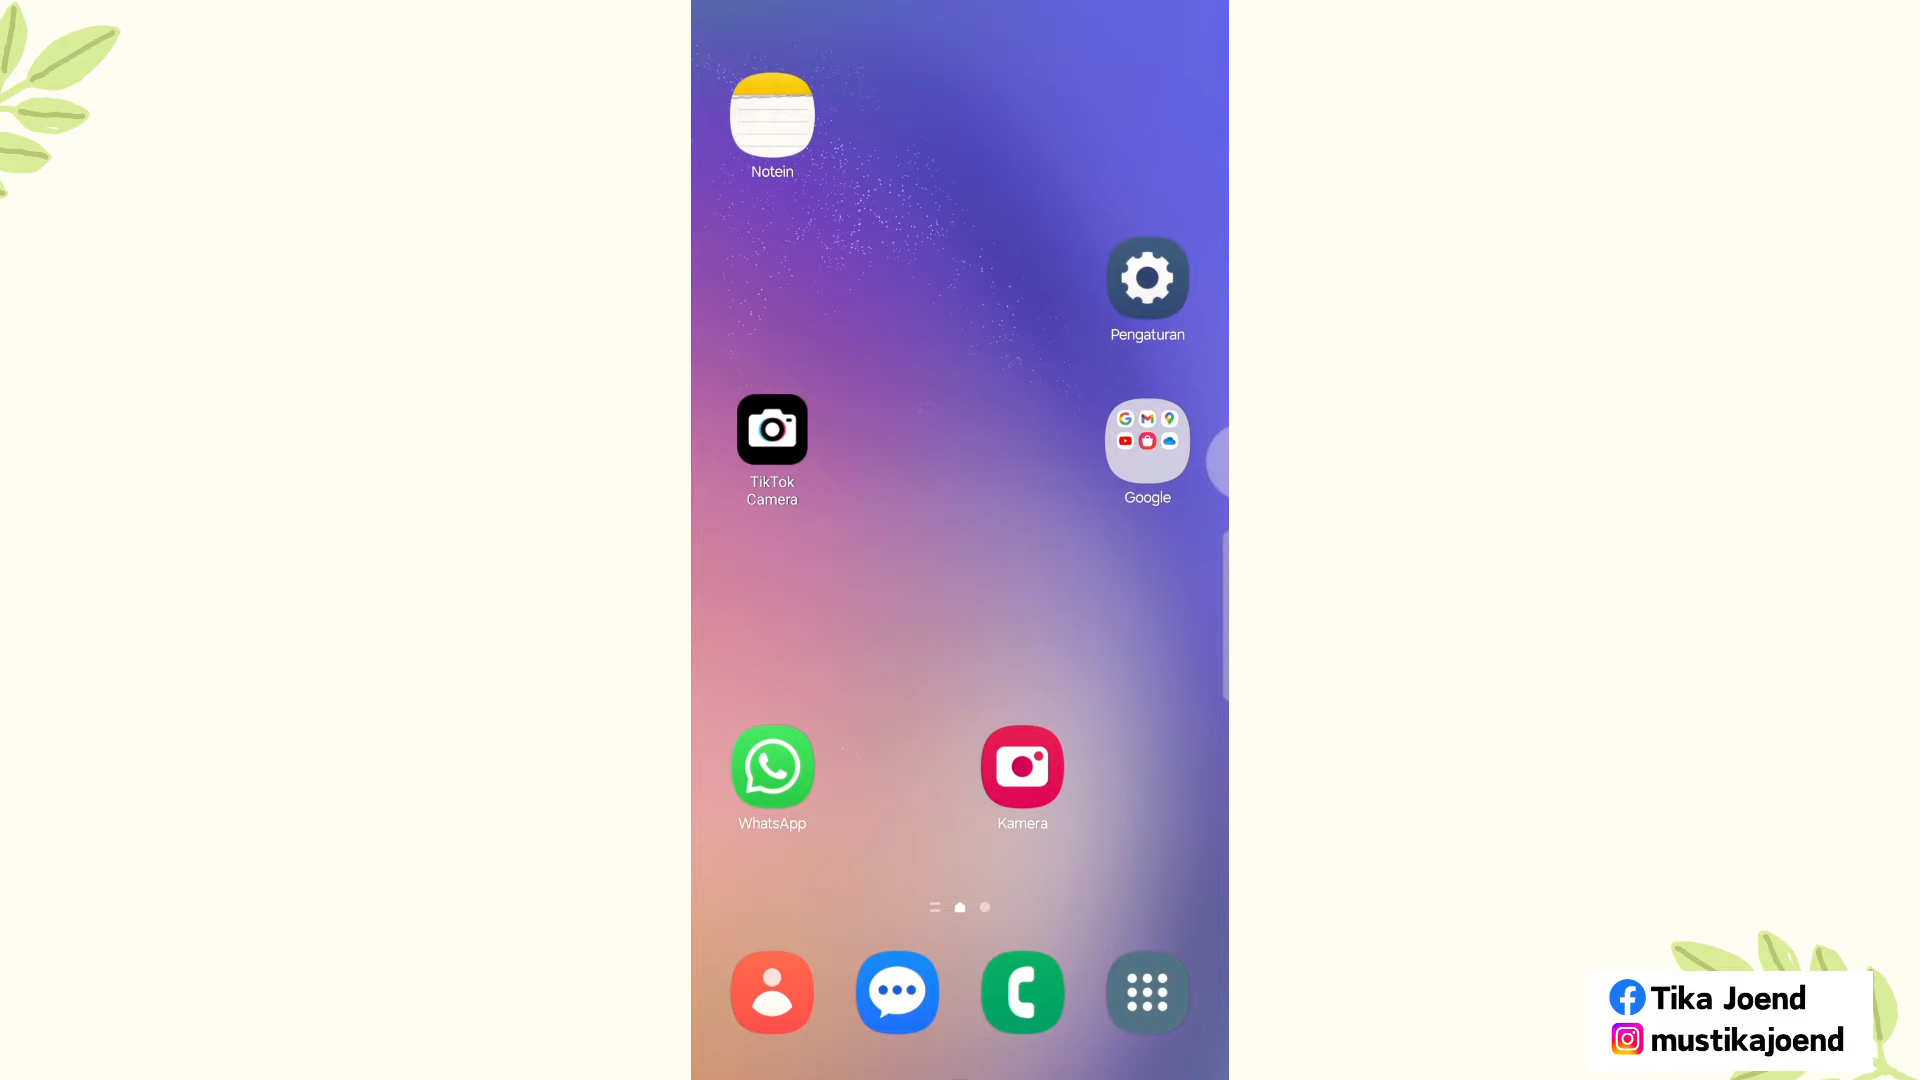 Notein
Pengaturan
TikTok
Camera
Google
WhatsApp
Kamera
Tika Joend
mustikajoend